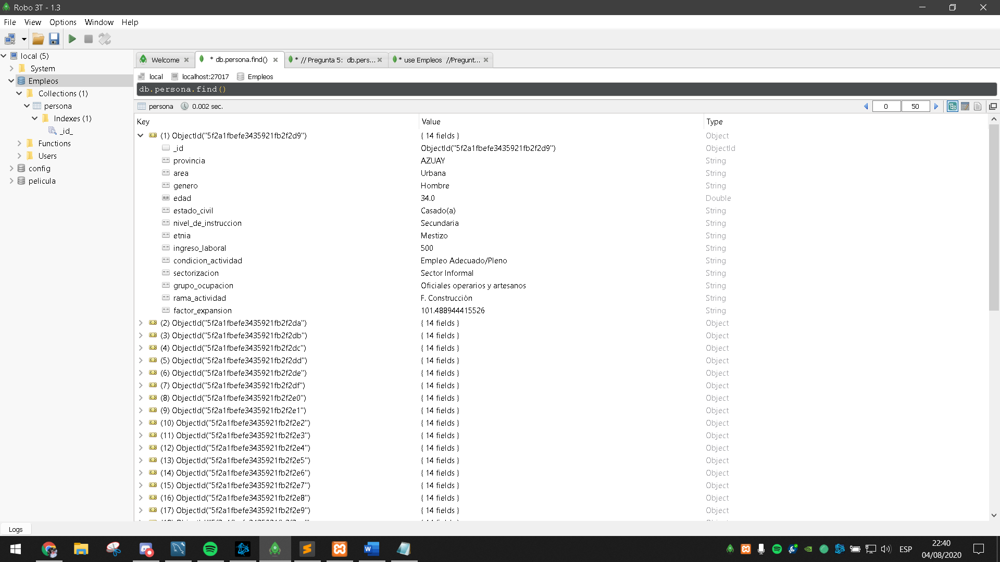 Robo 3T - 1.3
File View Options Window Help
local (5)
System
Empleos
Collections (1)
persona
Indexes (1)
_id_
Functions
Users
config
pelicula
Welcome
* db.persona.find()
* // Pregunta 5: db.pers...
* use Empleos //Pregunt...
local localhost:27017 Empleos
db.persona.find()
persona 0.002 sec. 0 50
Key Value Type
(1) ObjectId("5f2a1fbefe3435921fb2f2d9") { 14 fields } Object
_id ObjectId("5f2a1fbefe3435921fb2f2d9") ObjectId
provincia AZUAY String
area Urbana String
genero Hombre String
edad 34.0 Double
estado_civil Casado(a) String
nivel_de_instruccion Secundaria String
etnia Mestizo String
ingreso_laboral 500 String
condicion_actividad Empleo Adecuado/Pleno String
sectorizacion Sector Informal String
grupo_ocupacion Oficiales operarios y artesanos String
rama_actividad F. Construcción String
factor_expansion 101.488944415526 String
(2) ObjectId("5f2a1fbefe3435921fb2f2da") { 14 fields } Object
(3) ObjectId("5f2a1fbefe3435921fb2f2db") { 14 fields } Object
(4) ObjectId("5f2a1fbefe3435921fb2f2dc") { 14 fields } Object
(5) ObjectId("5f2a1fbefe3435921fb2f2dd") { 14 fields } Object
(6) ObjectId("5f2a1fbefe3435921fb2f2de") { 14 fields } Object
(7) ObjectId("5f2a1fbefe3435921fb2f2df") { 14 fields } Object
(8) ObjectId("5f2a1fbefe3435921fb2f2e0") { 14 fields } Object
(9) ObjectId("5f2a1fbefe3435921fb2f2e1") { 14 fields } Object
(10) ObjectId("5f2a1fbefe3435921fb2f2e2") { 14 fields } Object
(11) ObjectId("5f2a1fbefe3435921fb2f2e3") { 14 fields } Object
(12) ObjectId("5f2a1fbefe3435921fb2f2e4") { 14 fields } Object
(13) ObjectId("5f2a1fbefe3435921fb2f2e5") { 14 fields } Object
(14) ObjectId("5f2a1fbefe3435921fb2f2e6") { 14 fields } Object
(15) ObjectId("5f2a1fbefe3435921fb2f2e7") { 14 fields } Object
(16) ObjectId("5f2a1fbefe3435921fb2f2e8") { 14 fields } Object
(17) ObjectId("5f2a1fbefe3435921fb2f2e9") { 14 fields } Object
Logs
ESP
22:40
04/08/2020